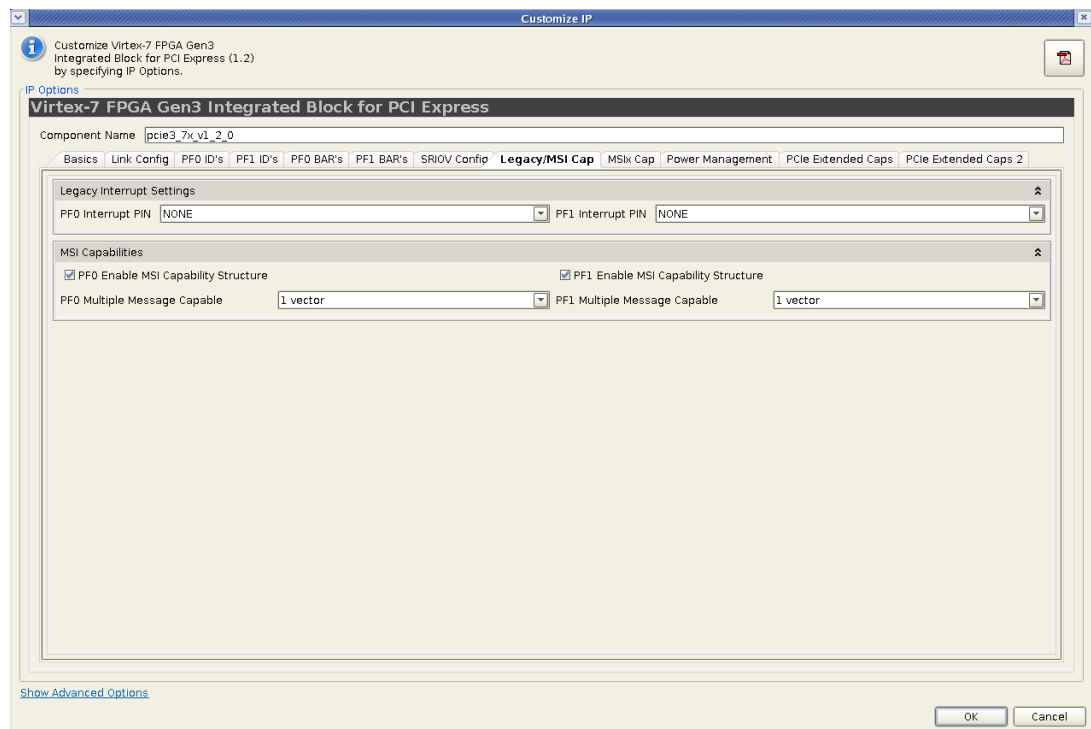 Customize IP
Customize Virtex-7 FPGA Gen3
Integrated Block for PCI Express (1.2)
by specifying IP Options.
IP Options
Virtex-7 FPGA Gen3 Integrated Block for PCI Express
Component Name pcie3_7x_v1_2_0
Basics Link Config PF0 ID's PF1 ID's PF0 BAR's PF1 BAR's SRIOV Config Legacy/MSI Cap MSIx Cap Power Management PCIe Extended Caps PCIe Extended Caps 2
Legacy Interrupt Settings
PF0 Interrupt PIN NONE PF1 Interrupt PIN NONE
MSI Capabilities
PF0 Enable MSI Capability Structure PF1 Enable MSI Capability Structure
PF0 Multiple Message Capable 1 vector PF1 Multiple Message Capable 1 vector
Show Advanced Options
OK Cancel